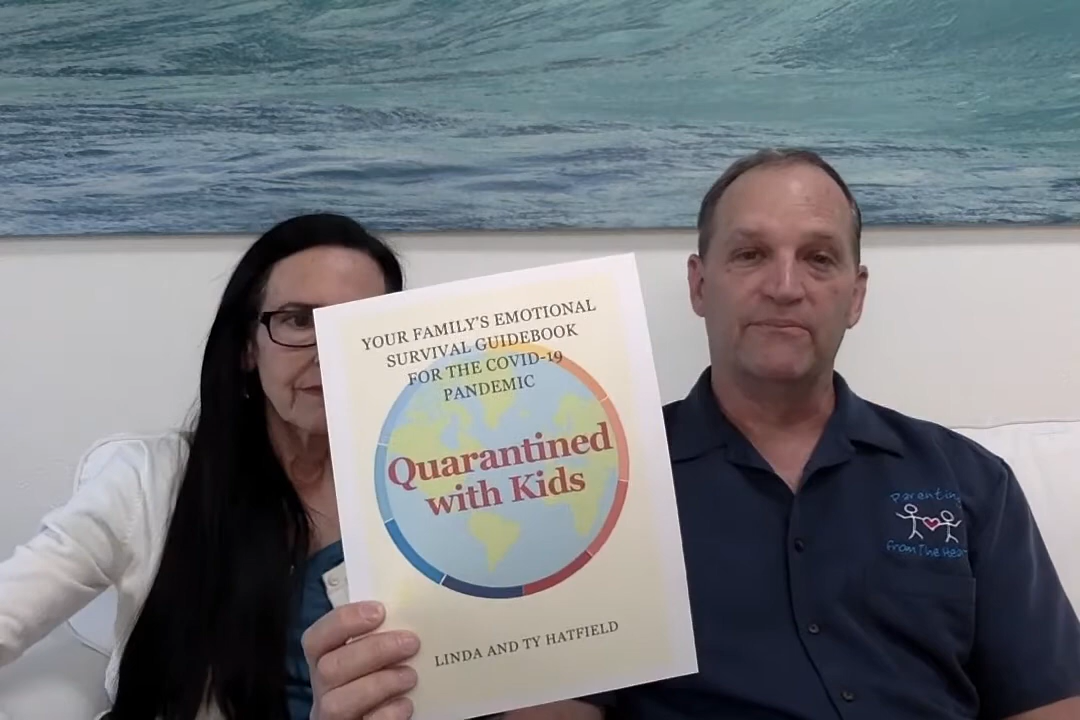 YOUR FAMILY'S EMOTIONAL
SURVIVAL GUIDEBOOK
FOR THE COVID-19
PANDEMIC
Quarantined
with Kids
LINDA AND TY HATFIELD
Parenting
From The Heart